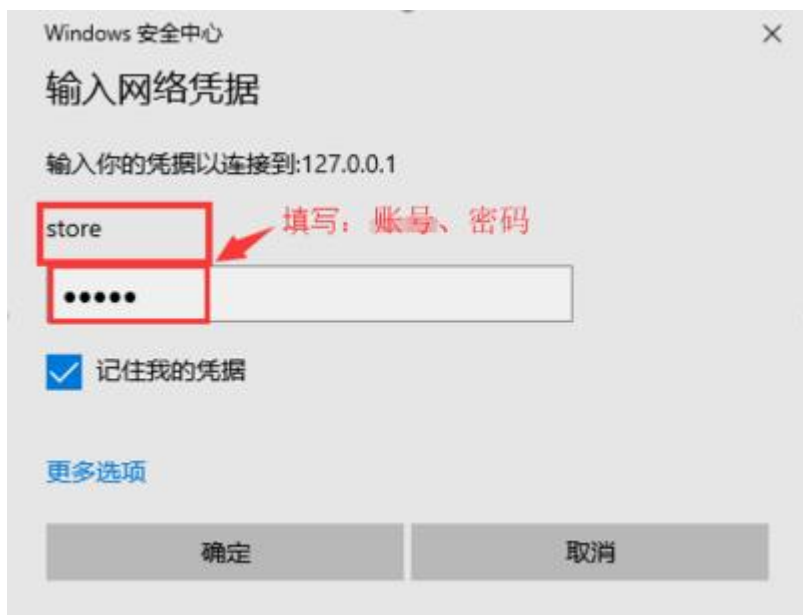 Windows 安全中心
输入网络凭据
输入你的凭据以连接到:127.0.0.1
store
填写：账号、密码
●●●●●
记住我的凭据
更多选项
确定 取消